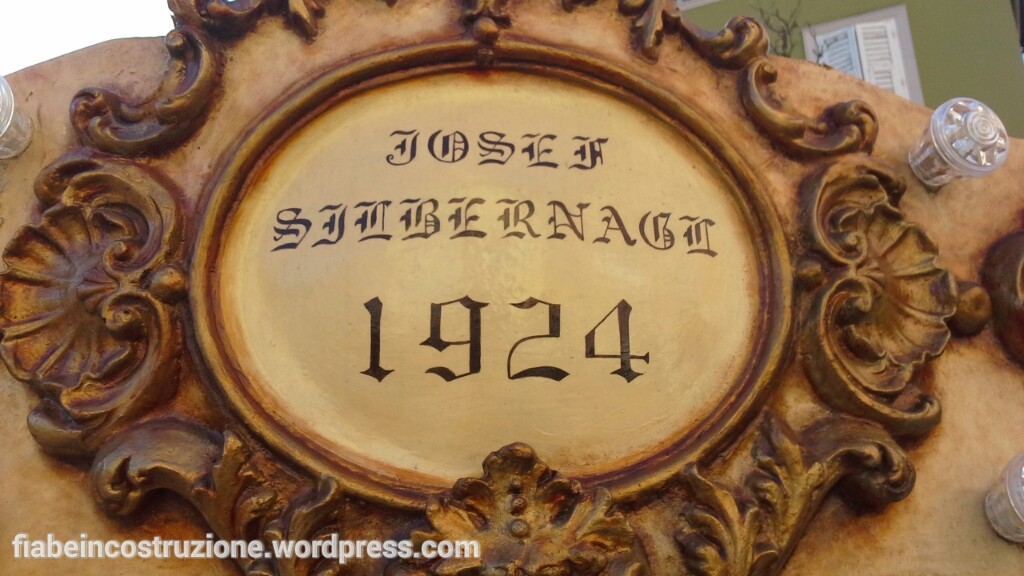 JOSEF
SILBERNAGL
1924
fiabeincostruzione.wordpress.com